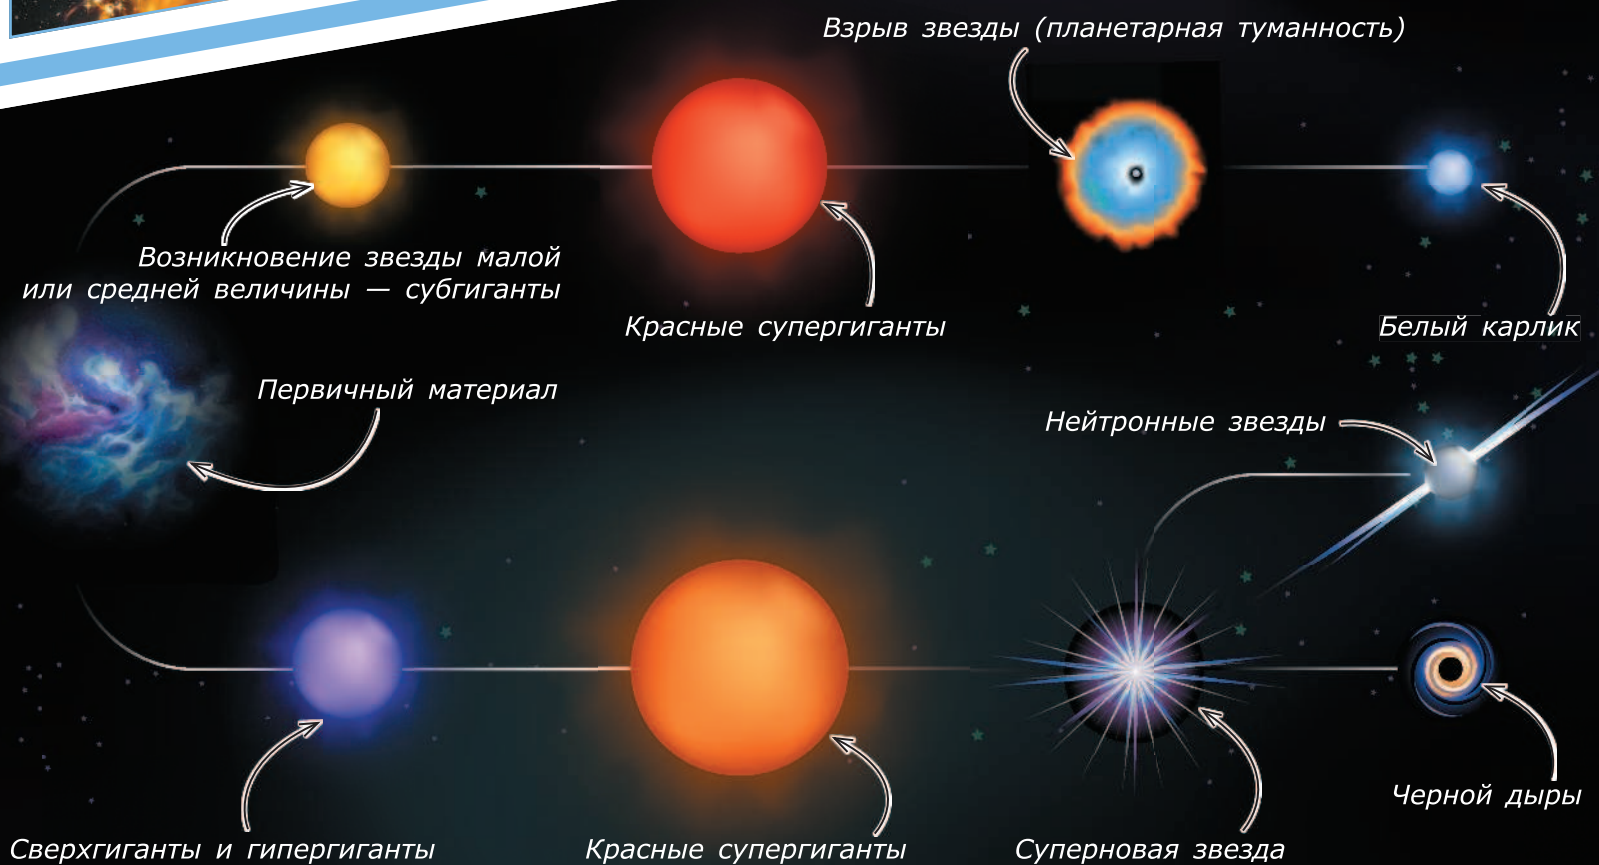 Взрыв звезды (планетарная туманность)
Возникновение звезды малой
или средней величины — субгиганты
Красные супергиганты
Белый карлик
Первичный материал
Нейтронные звезды
Черной дыры
Сверхгиганты и гипергиганты
Красные супергиганты
Суперновая звезда